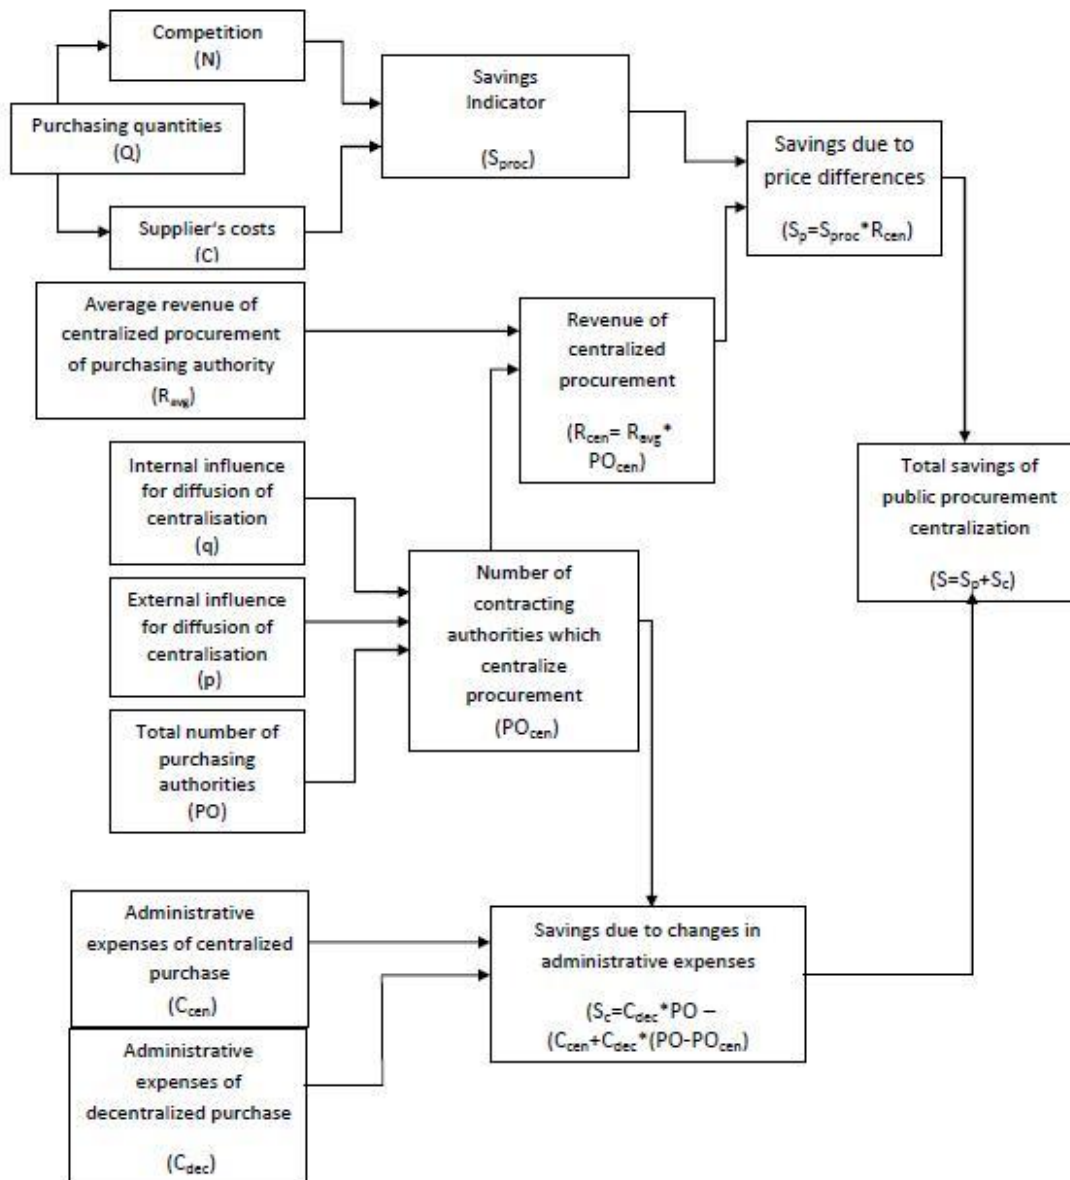 Competition
(N)
Purchasing quantities
(Q)
Supplier's costs
(C)
Savings
Indicator
(Sproc)
Savings due to
price differences
(Sp=Sproc*Rcen)
Average revenue of
centralized procurement
of purchasing authority
(Ravg)
Revenue of
centralized
procurement
(Rcen= Ravg*
POcen)
Internal influence
for diffusion of
centralisation
(q)
External influence
for diffusion of
centralisation
(p)
Total number of
purchasing
authorities
(PO)
Number of
contracting
authorities which
centralize
procurement
(POcen)
Total savings of
public procurement
centralization
(S=Sp+Sc)
Administrative
expenses of centralized
purchase
(Ccen)
Administrative
expenses of
decentralized purchase
(Cdec)
Savings due to changes in
administrative expenses
(Sc=Cdec*PO –
(Ccen+Cdec*(PO-POcen)